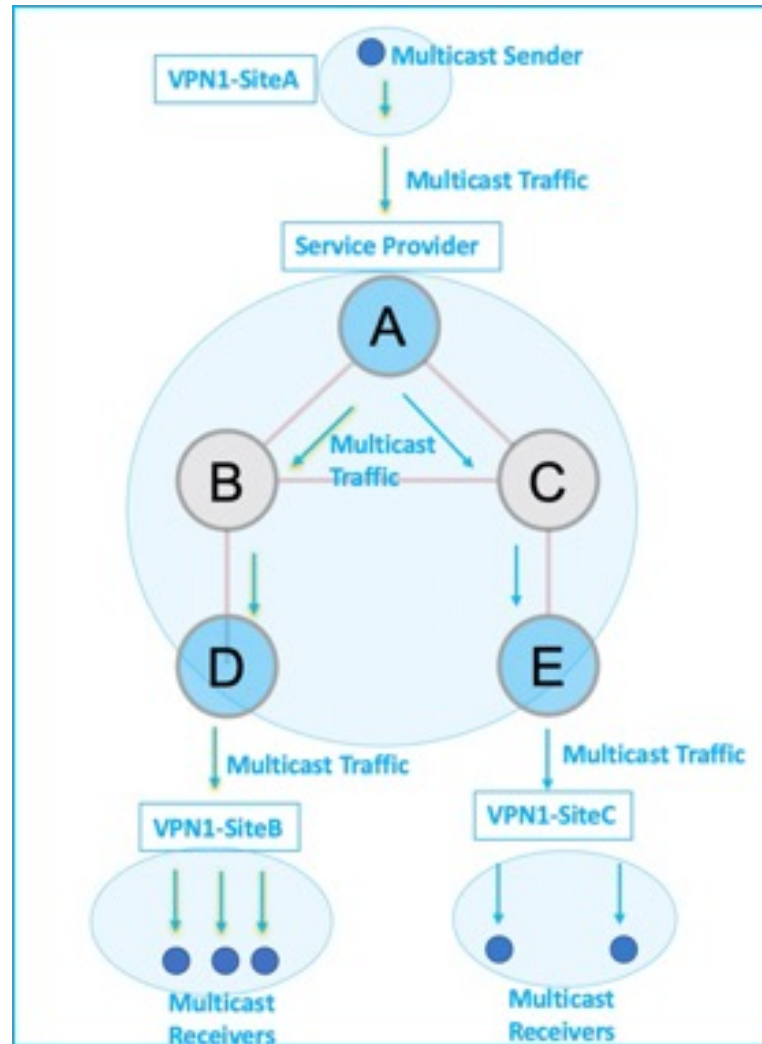 Multicast Sender
VPN1-SiteA
Multicast Traffic
Service Provider
A
Multicast
Traffic
B
C
D
E
Multicast Traffic
Multicast Traffic
VPN1-SiteB
VPN1-SiteC
Multicast
Receivers
Multicast
Receivers